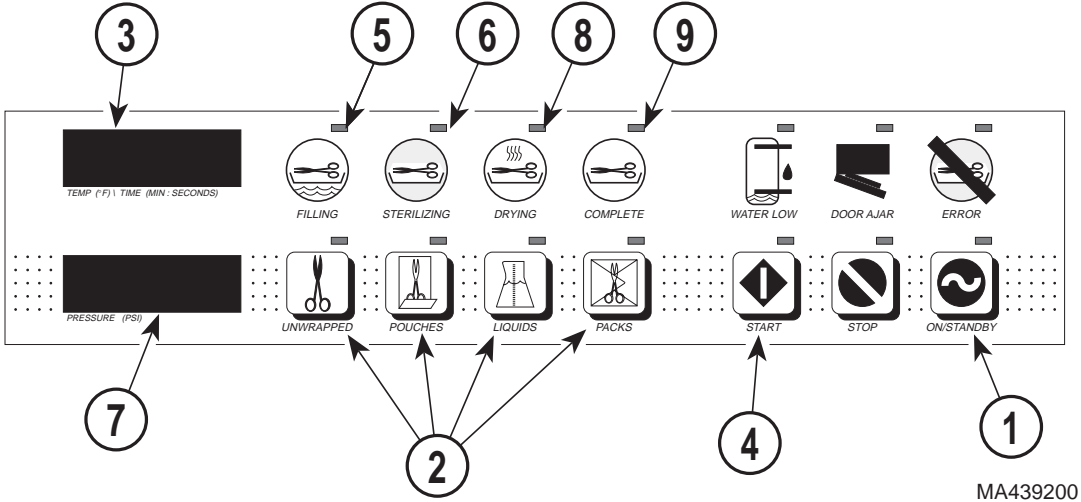 3
5
6
8
9
TEMP (°F) \ TIME (MIN : SECONDS)
FILLING
STERILIZING
DRYING
COMPLETE
WATER LOW
DOOR AJAR
ERROR
PRESSURE (PSI)
UNWRAPPED
POUCHES
LIQUIDS
PACKS
START
STOP
ON/STANDBY
7
2
4
1
MA439200